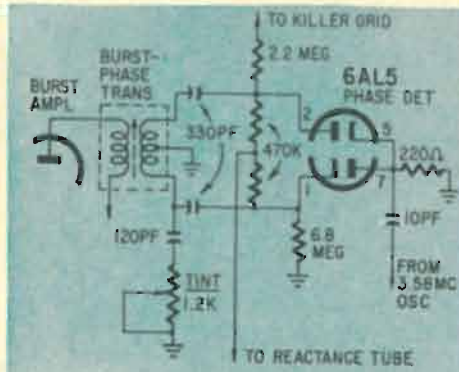 TO KILLER GRID
BURST-
PHASE
TRANS
2.2 MEG
BURST
AMPL
6AL5
PHASE DET
2
5
330PF
470K
220Ω
1
7
120PF
6.8
MEG
10PF
TINT
1.2K
FROM
3.58MC
OSC
TO REACTANCE TUBE